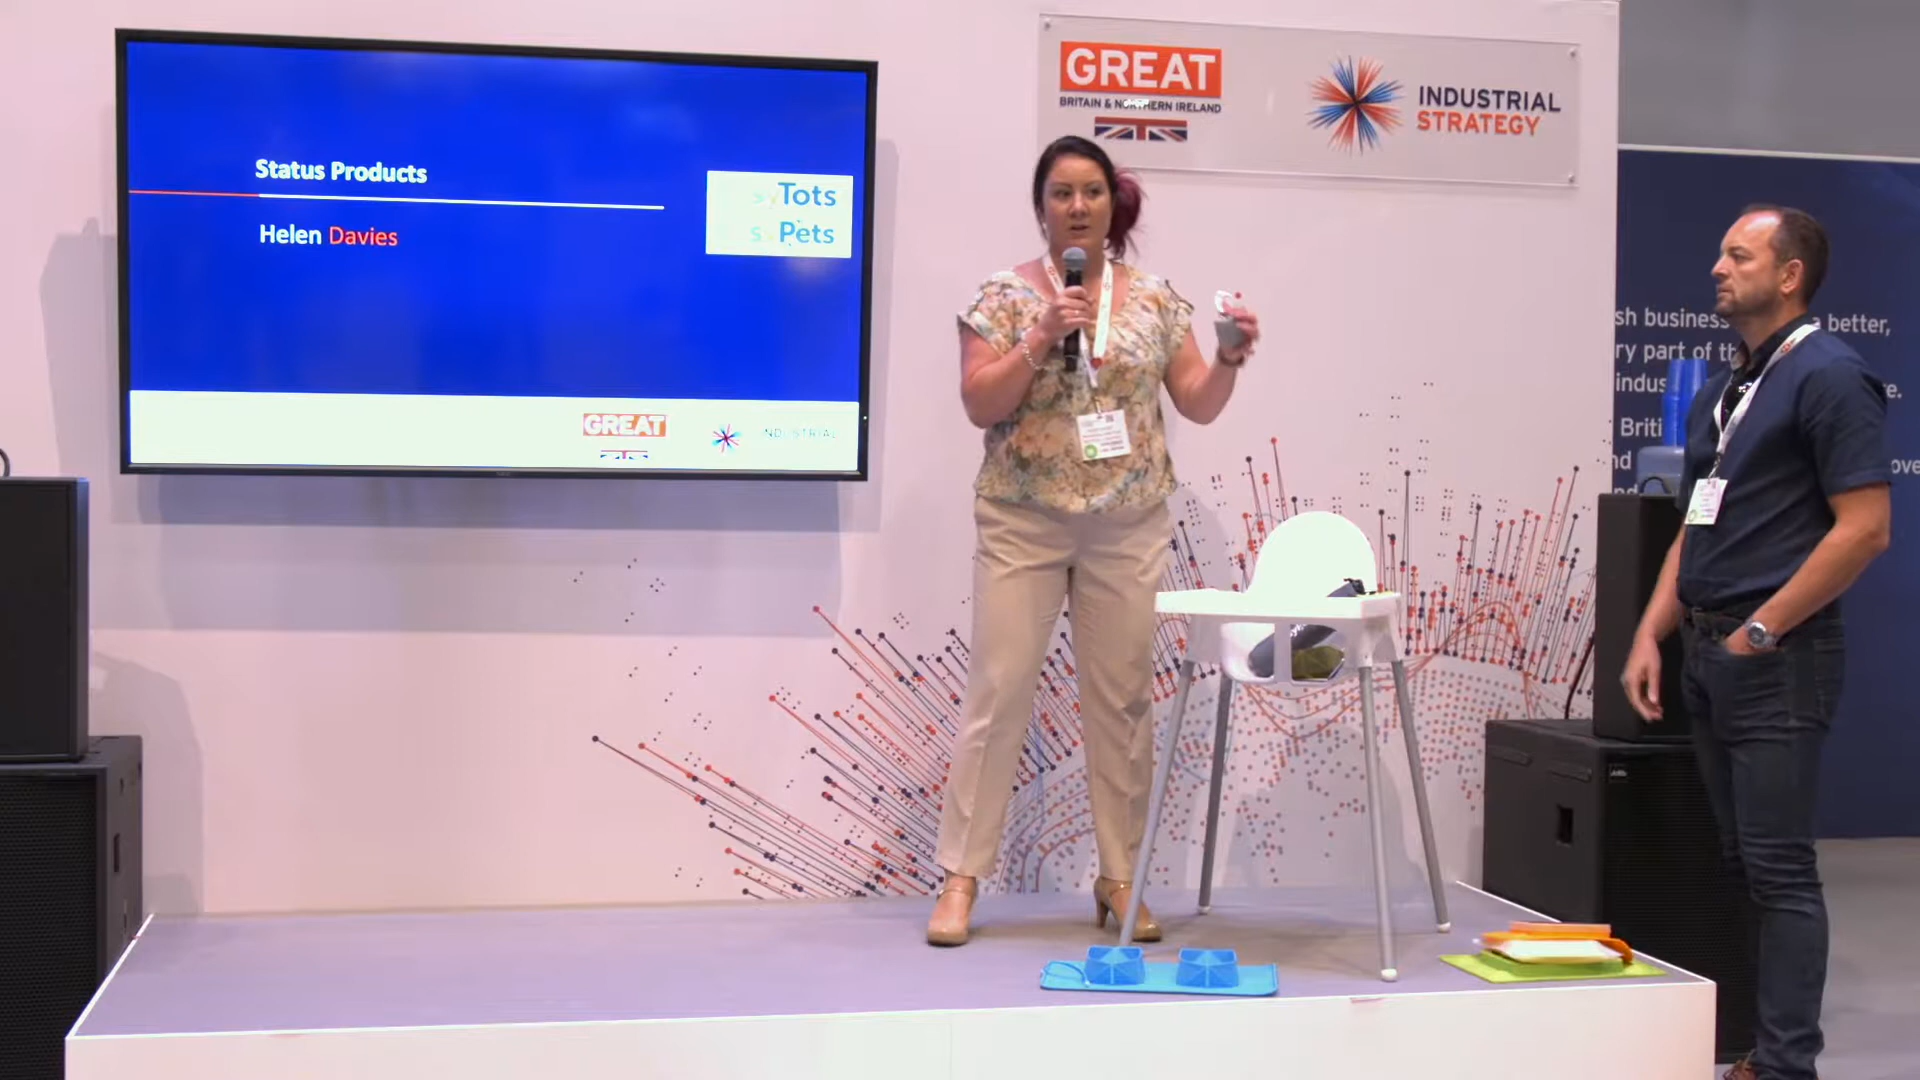 Status Products
Helen Davies
Tots
Pets
GREAT
INDUSTRIAL
GREAT
BRITAIN & NORTHERN IRELAND
INDUSTRIAL
STRATEGY
sh business
a better,
ry part of th
indus
e.
Briti
nd
ove